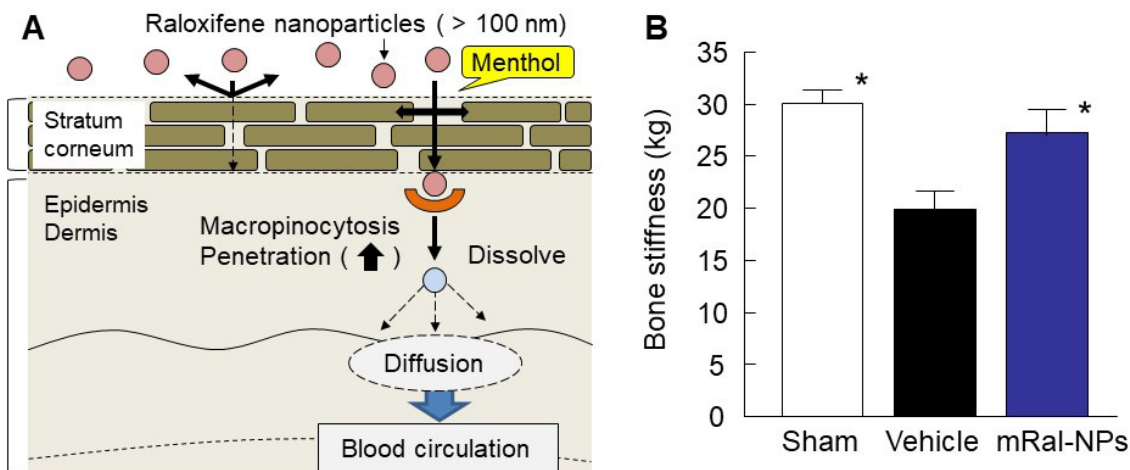 A
Raloxifene nanoparticles ( > 100 nm)
Menthol
Stratum
corneum
Epidermis
Dermis
Macropinocytosis
Penetration ( )
Dissolve
Diffusion
Blood circulation
B
Bone stiffness (kg)
35
30
25
20
15
10
5
0
*
*
Sham
Vehicle
mRal-NPs